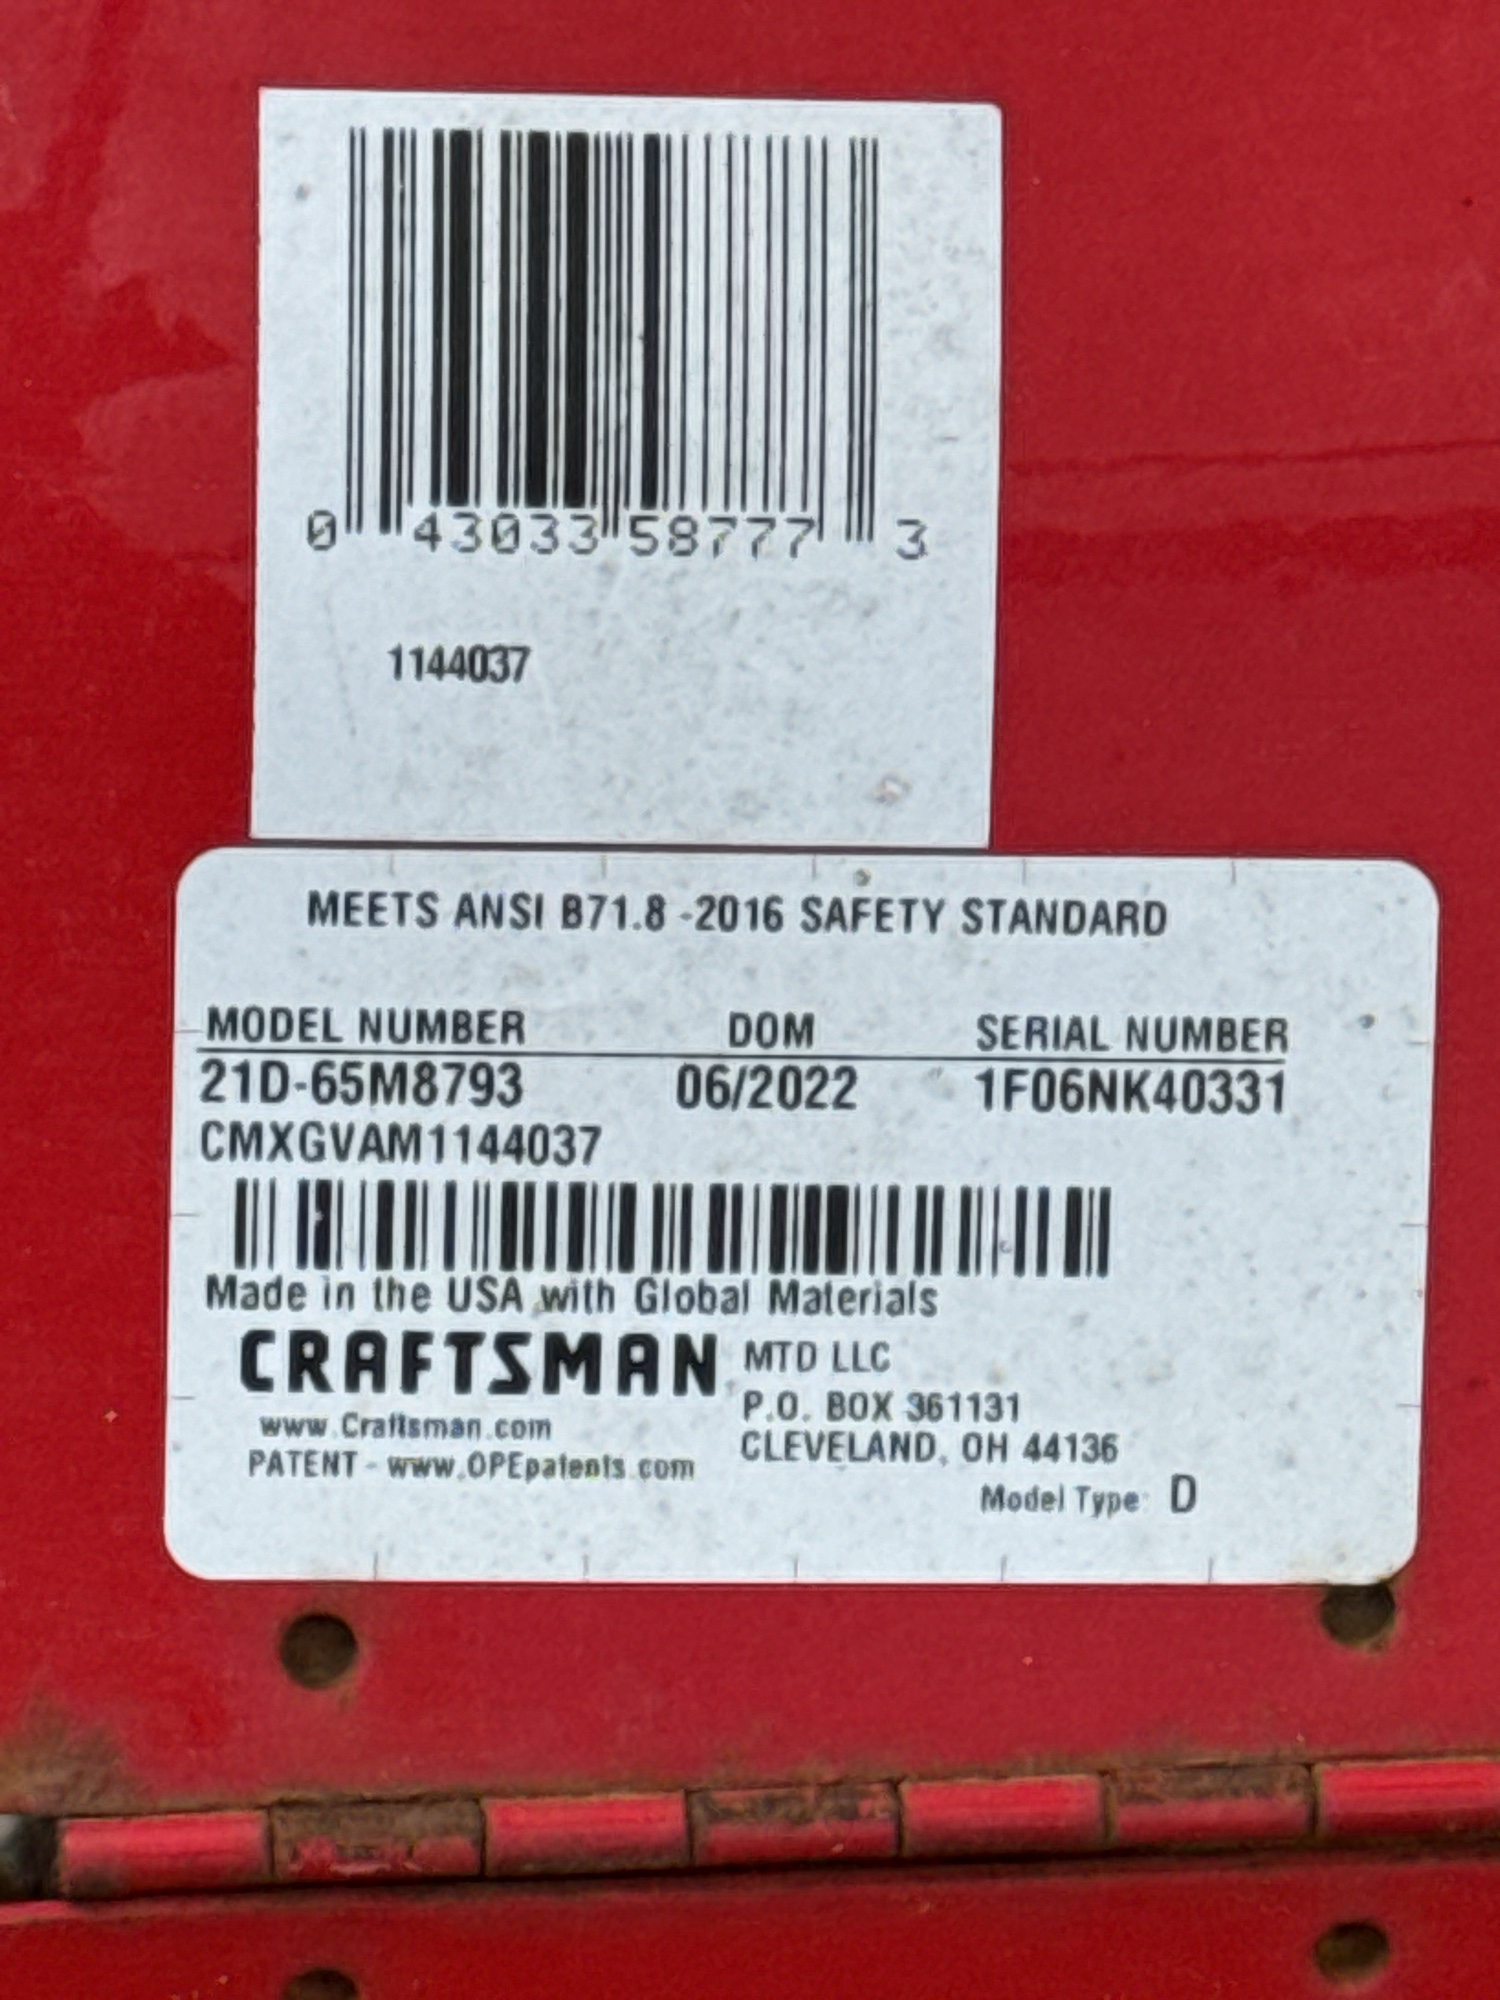 0 43033 58777 3
1144037
MEETS ANSI B71.8 -2016 SAFETY STANDARD
MODEL NUMBER DOM SERIAL NUMBER
21D-65M8793 06/2022 1F06NK40331
CMXGVAM1144037
Made in the USA with Global Materials
CRAFTSMAN MTD LLC
P.O. BOX 361131
www.Craftsman.com
CLEVELAND, OH 44136
PATENT - www.OPEpatents.com
Model Type: D